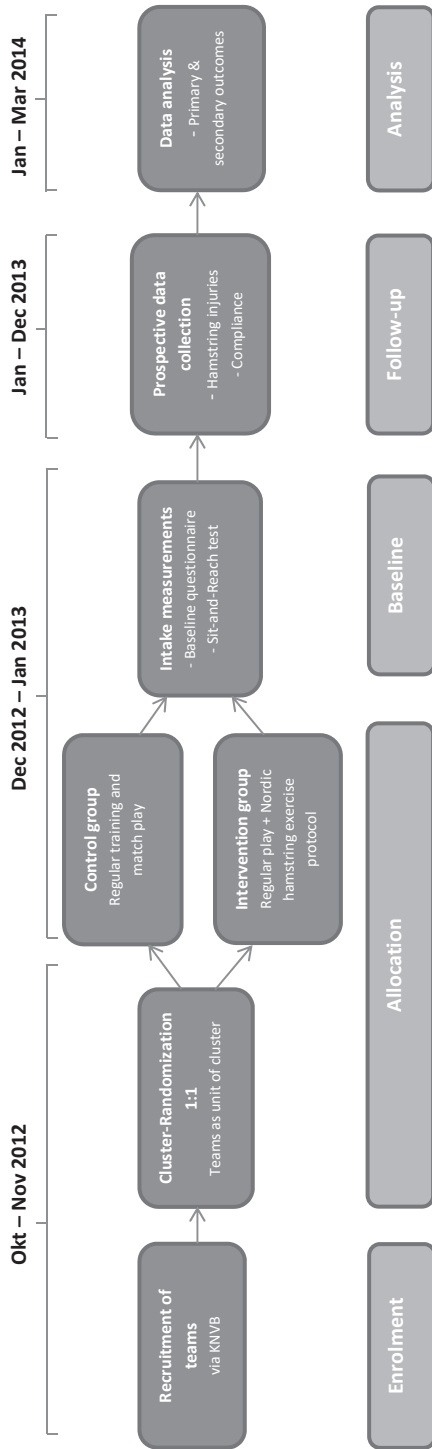 Okt – Nov 2012
Dec 2012 – Jan 2013
Jan – Dec 2013
Jan – Mar 2014
Recruitment of
teams
via KNVB
Cluster-Randomization
1:1
Teams as unit of cluster
Control group
Regular training and
match play
Intervention group
Regular play + Nordic
hamstring exercise
protocol
Intake measurements
- Baseline questionnaire
- Sit-and-Reach test
Prospective data
collection
- Hamstring injuries
- Compliance
Data analysis
- Primary &
secondary outcomes
Enrolment
Allocation
Baseline
Follow-up
Analysis